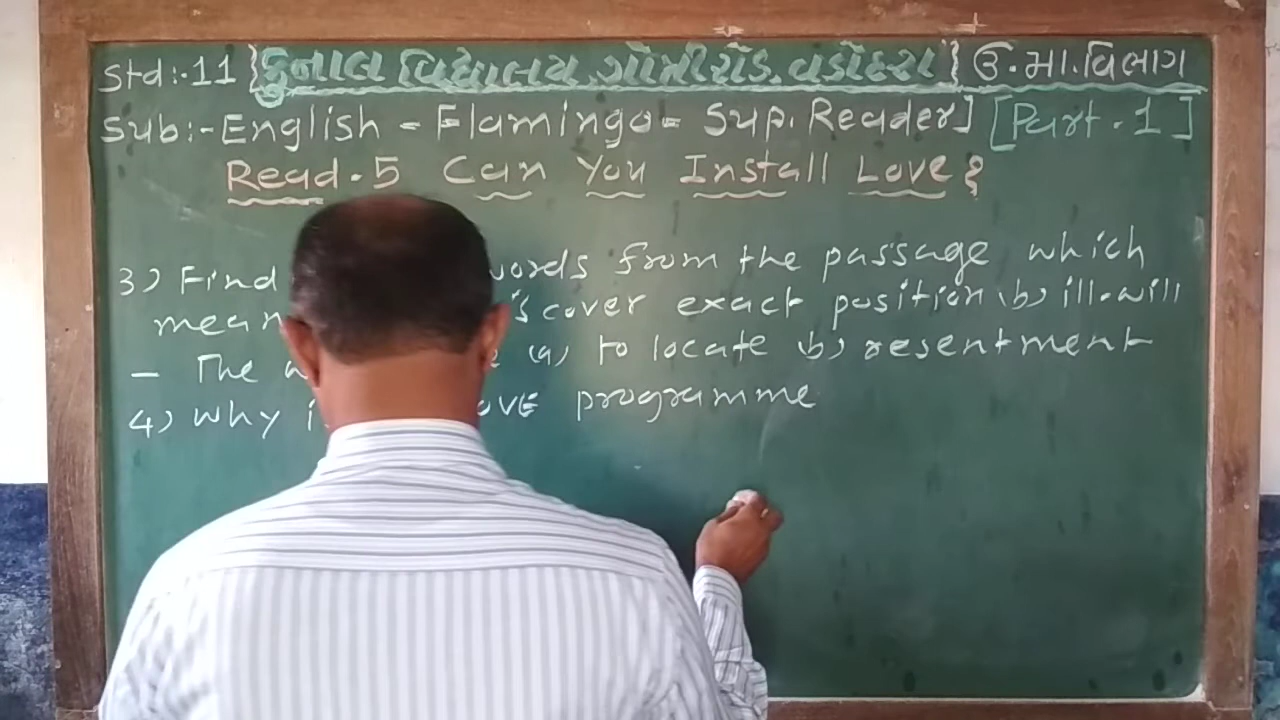 Std:-11 { કુનાલ વિદ્યાલય, ગોત્રીરોડ, વડોદરા } ઉ.મા.વિભાગ
Sub:- English - Flamingo - Sup. Reader] [Part.1]
Read.5 Can You Install Love?
3) Find words from the passage which
mean exact position (b) ill-will
- The (a) to locate (b) resentment
4) Why programme